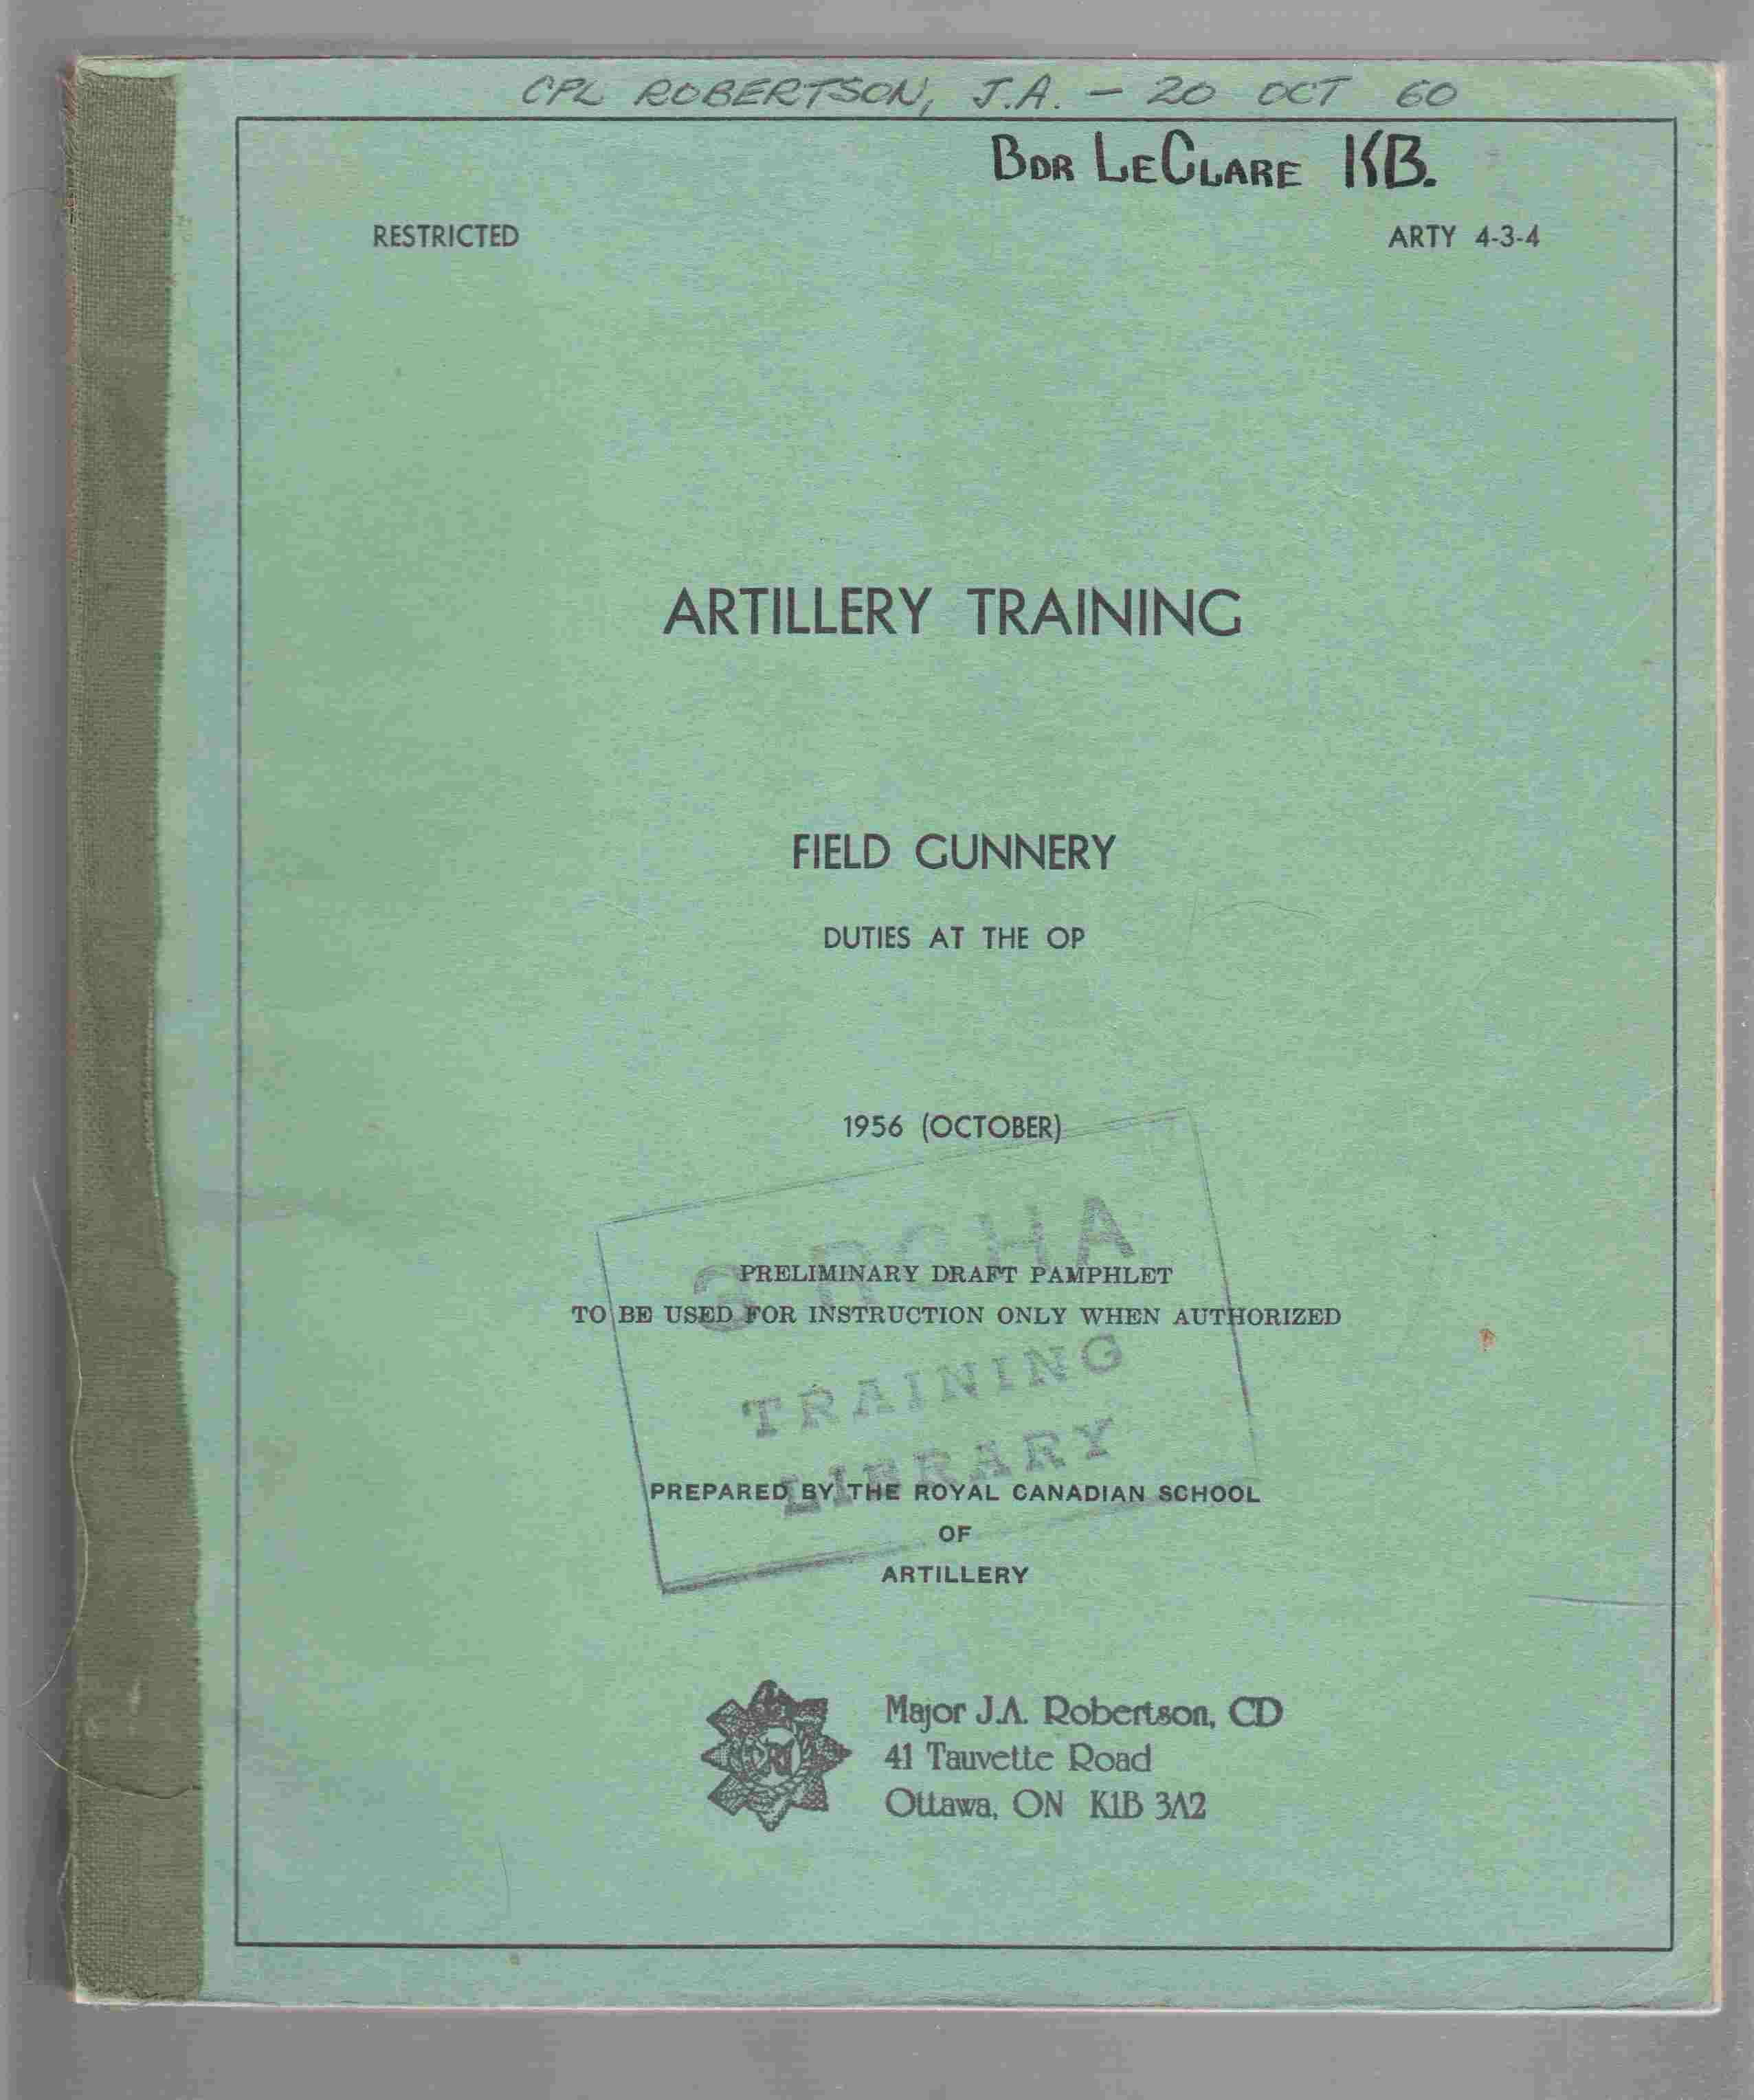 CPL ROBERTSON, J.A. - 20 OCT 60
BDR LECLARE KB.
RESTRICTED
ARTY 4-3-4
ARTILLERY TRAINING
FIELD GUNNERY
DUTIES AT THE OP
1956 (OCTOBER)
3 RCHA
PRELIMINARY DRAFT PAMPHLET
TO BE USED FOR INSTRUCTION ONLY WHEN AUTHORIZED
TRAINING
LIBRARY
PREPARED BY THE ROYAL CANADIAN SCHOOL
OF
ARTILLERY
Major J.A. Robertson, CD
41 Tauvette Road
Ottawa, ON K1B 3A2